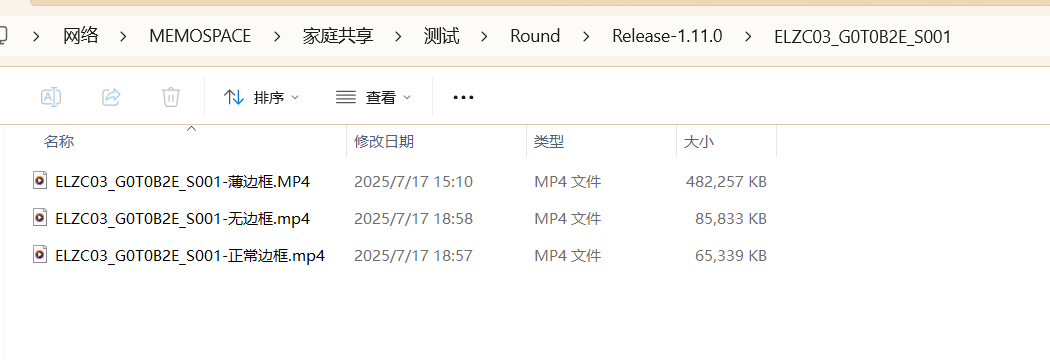 网络 > MEMOSPACE > 家庭共享 > 测试 > Round > Release-1.11.0 > ELZC03_G0T0B2E_S001
排序 查看 ...
名称 修改日期 类型 大小
ELZC03_G0T0B2E_S001-薄边框.MP4 2025/7/17 15:10 MP4 文件 482,257 KB
ELZC03_G0T0B2E_S001-无边框.mp4 2025/7/17 18:58 MP4 文件 85,833 KB
ELZC03_G0T0B2E_S001-正常边框.mp4 2025/7/17 18:57 MP4 文件 65,339 KB